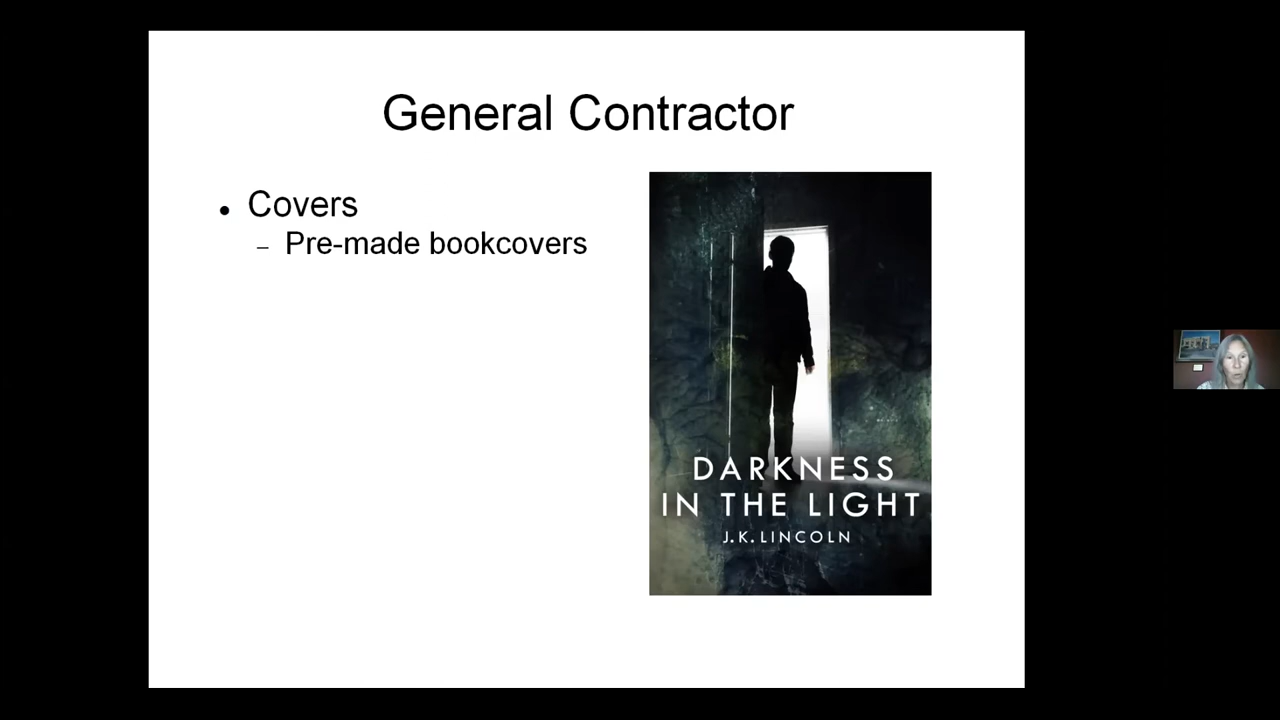 General Contractor
• Covers
– Pre-made bookcovers
DARKNESS
IN THE LIGHT
J.K. LINCOLN